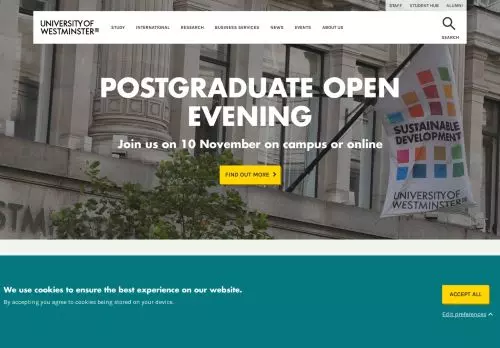 STAFF STUDENT HUB ALUMNI
UNIVERSITY OF
WESTMINSTER
STUDY INTERNATIONAL RESEARCH BUSINESS SERVICES NEWS EVENTS ABOUT US
SEARCH
POSTGRADUATE OPEN
EVENING
Join us on 10 November on campus or online
FIND OUT MORE
SUSTAINABLE
DEVELOPMENT
UNIVERSITY OF
WESTMINSTER
We use cookies to ensure the best experience on our website.
By accepting you agree to cookies being stored on your device.
ACCEPT ALL
Edit preferences